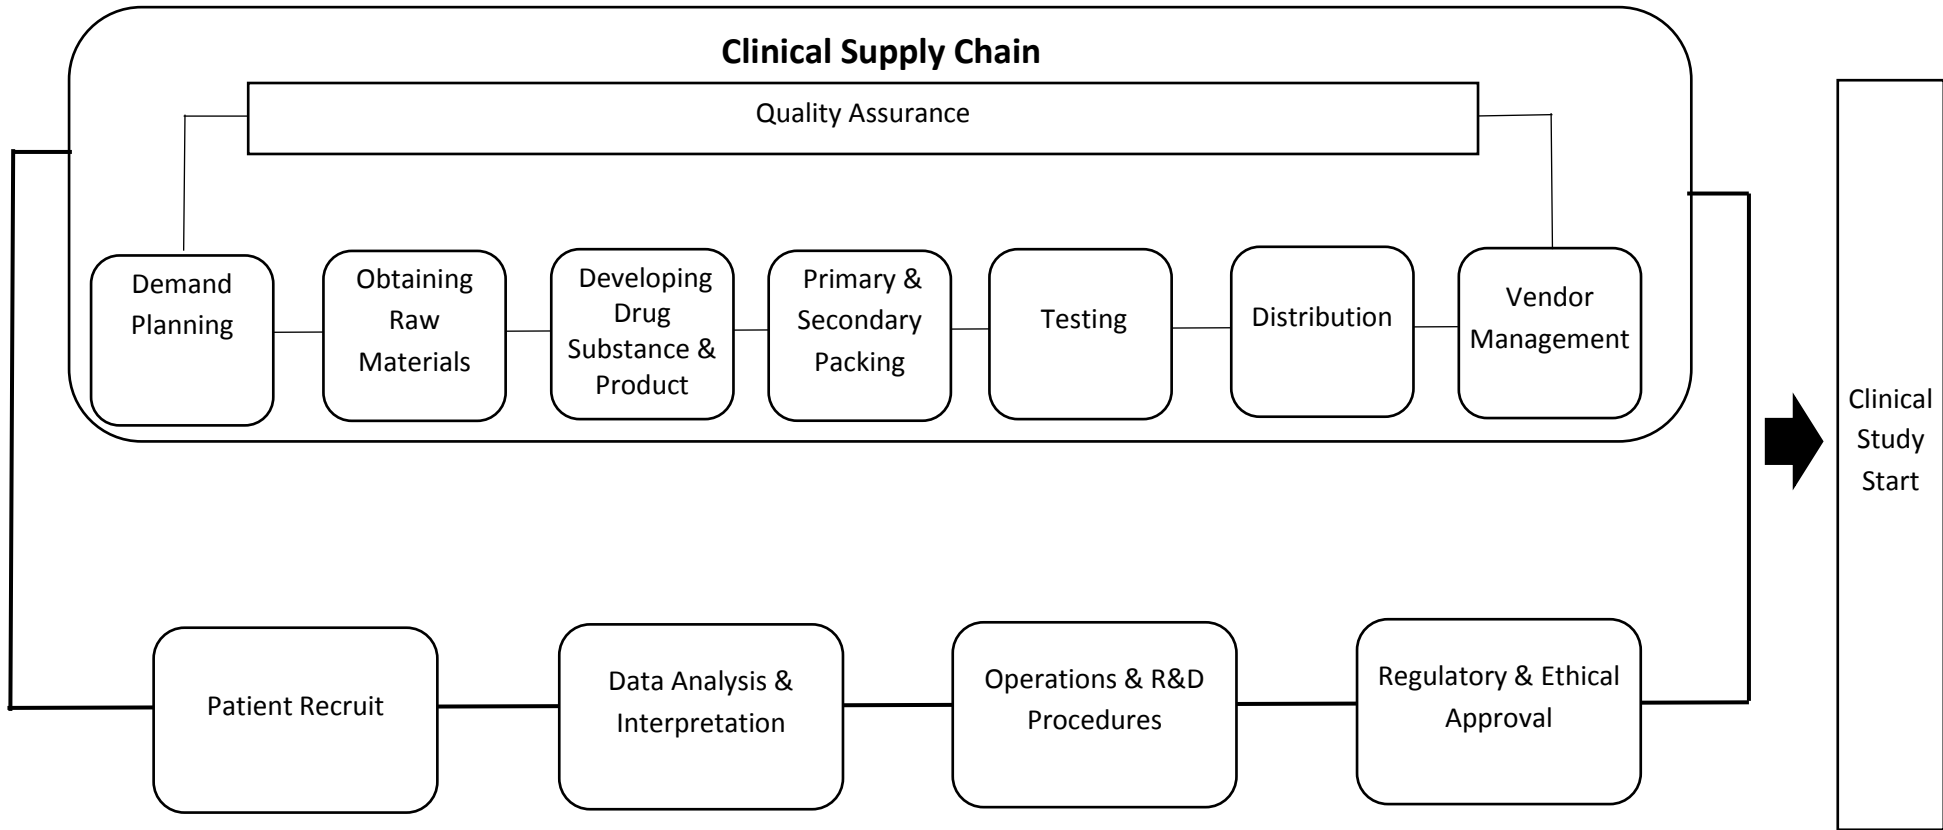 Clinical Supply Chain
Quality Assurance
Demand
Planning
Obtaining
Raw
Materials
Developing
Drug
Substance &
Product
Primary &
Secondary
Packing
Testing
Distribution
Vendor
Management
Clinical
Study
Start
Patient Recruit
Data Analysis &
Interpretation
Operations & R&D
Procedures
Regulatory & Ethical
Approval